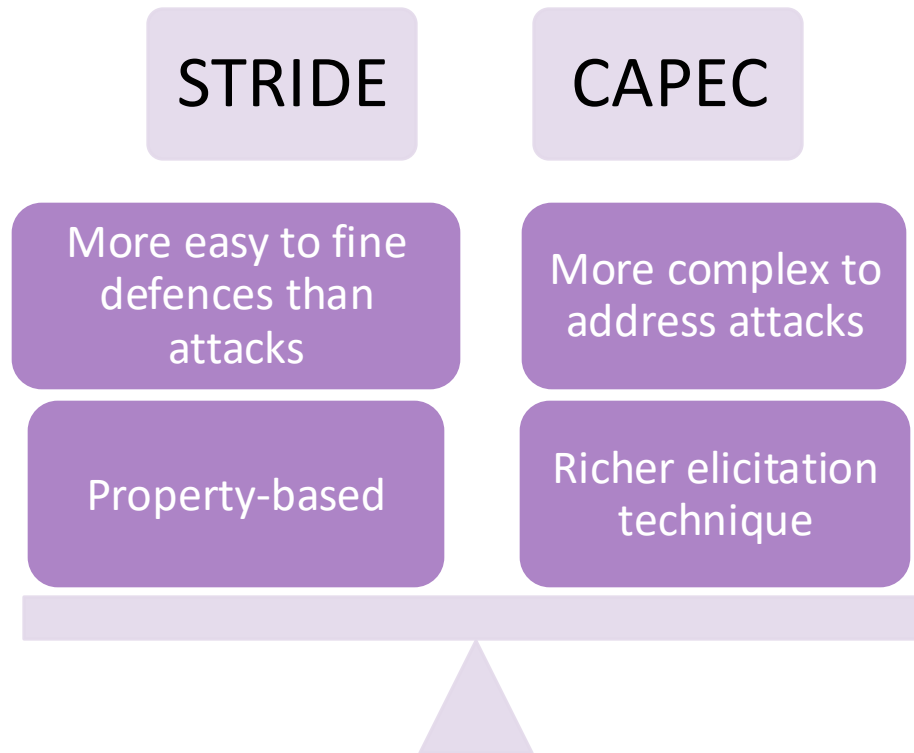 STRIDE
CAPEC
More easy to fine
defences than
attacks
More complex to
address attacks
Property-based
Richer elicitation
technique